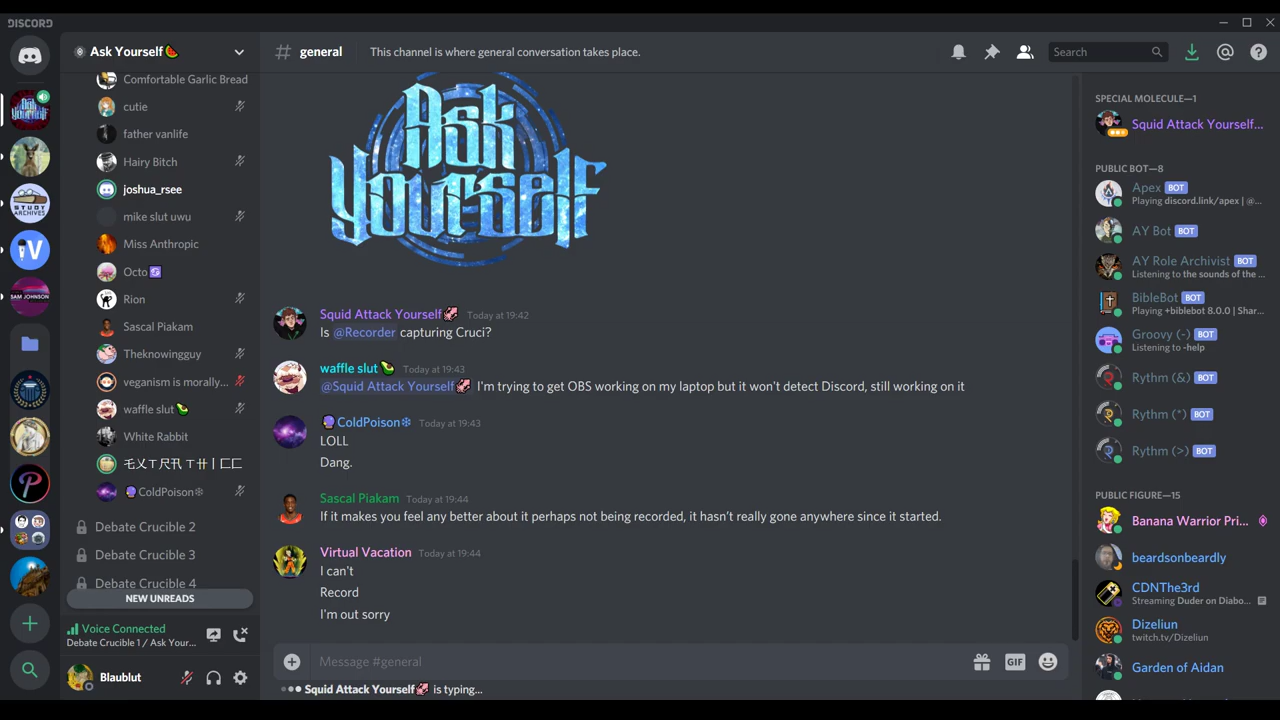 DISCORD
Ask Yourself🍉
# general
This channel is where general conversation takes place.
Search
Comfortable Garlic Bread
cutie
father vanlife
Hairy Bitch
joshua_rsee
mike slut uwu
Miss Anthropic
Octo
Rion
Sascal Piakam
Theknowingguy
veganism is morally...
waffle slut🥑
White Rabbit
🔮ColdPoison❄
Debate Crucible 2
Debate Crucible 3
Debate Crucible 4
NEW UNREADS
Voice Connected
Debate Crucible 1 / Ask Your...
Blaublut
SAM JOHNSON
STUDY
ARCHIVES
V
P
Ask
Yourself
Squid Attack Yourself🦑 Today at 19:42
Is @Recorder capturing Cruci?
waffle slut🥑 Today at 19:43
@Squid Attack Yourself🦑 I'm trying to get OBS working on my laptop but it won't detect Discord, still working on it
🔮ColdPoison❄ Today at 19:43
LOLL
Dang.
Sascal Piakam Today at 19:44
If it makes you feel any better about it perhaps not being recorded, it hasn't really gone anywhere since it started.
Virtual Vacation Today at 19:44
I can't
Record
I'm out sorry
Message #general
GIF
Squid Attack Yourself🦑 is typing...
SPECIAL MOLECULE—1
Squid Attack Yourself...
PUBLIC BOT—8
Apex BOT
Playing discord.link/apex | @...
AY Bot BOT
AY Role Archivist BOT
Listening to the sounds of the ...
BibleBot BOT
Playing +biblebot 8.0.0 | Shar...
Groovy (-) BOT
Listening to -help
Rythm (&) BOT
Rythm (*) BOT
Rythm (>) BOT
PUBLIC FIGURE—15
Banana Warrior Pri...
beardsonbeardly
CDNThe3rd
Streaming Duder on Diabo...
Dizeliun
twitch.tv/Dizeliun
Garden of Aidan